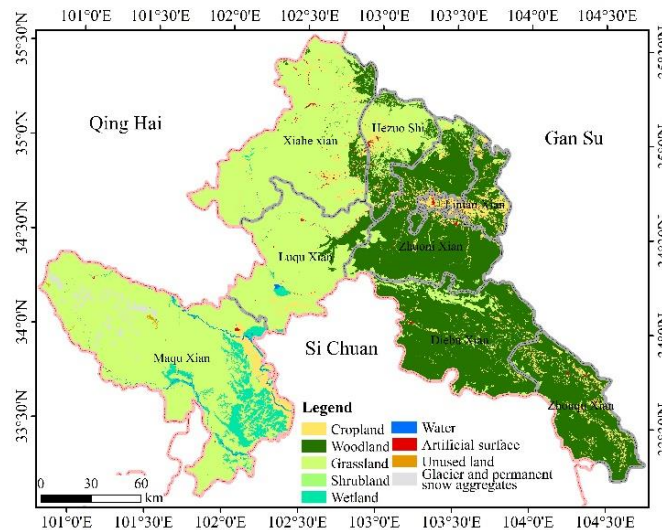 101°0'E 101°30'E 102°0'E 102°30'E 103°0'E 103°30'E 104°0'E 104°30'E
35°30'N
35°0'N
34°30'N
34°0'N
33°30'N
Qing Hai
Gan Su
Si Chuan
Xiahe xian
Hezuo Shi
Lintan Xian
Zhuoni Xian
Luqu Xian
Maqu Xian
Diebu Xian
Zhouqu Xian
Legend
Cropland
Woodland
Grassland
Shrubland
Wetland
Water
Artificial surface
Unused land
Glacier and permanent
snow aggregates
0 30 60
km
101°0'E 101°30'E 102°0'E 102°30'E 103°0'E 103°30'E 104°0'E 104°30'E